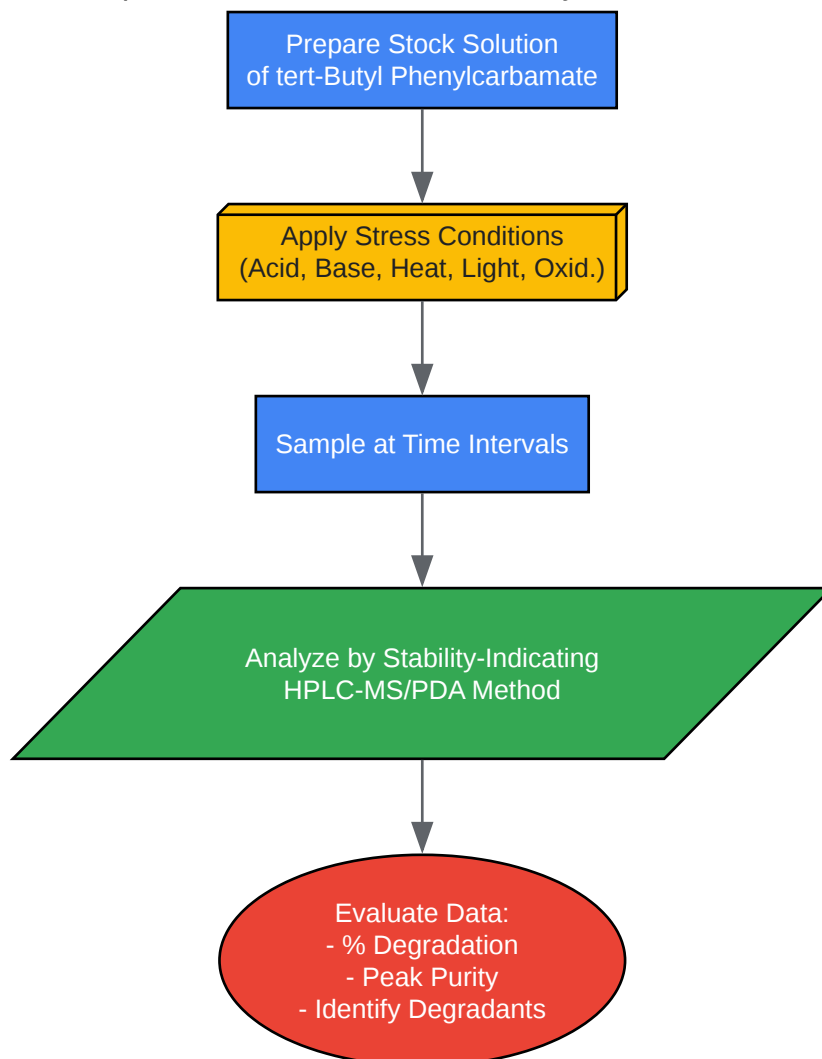 Prepare Stock Solution
of tert-Butyl Phenylcarbamate
Apply Stress Conditions
(Acid, Base, Heat, Light, Oxid.)
Sample at Time Intervals
Analyze by Stability-Indicating
HPLC-MS/PDA Method
Evaluate Data:
- % Degradation
- Peak Purity
- Identify Degradants